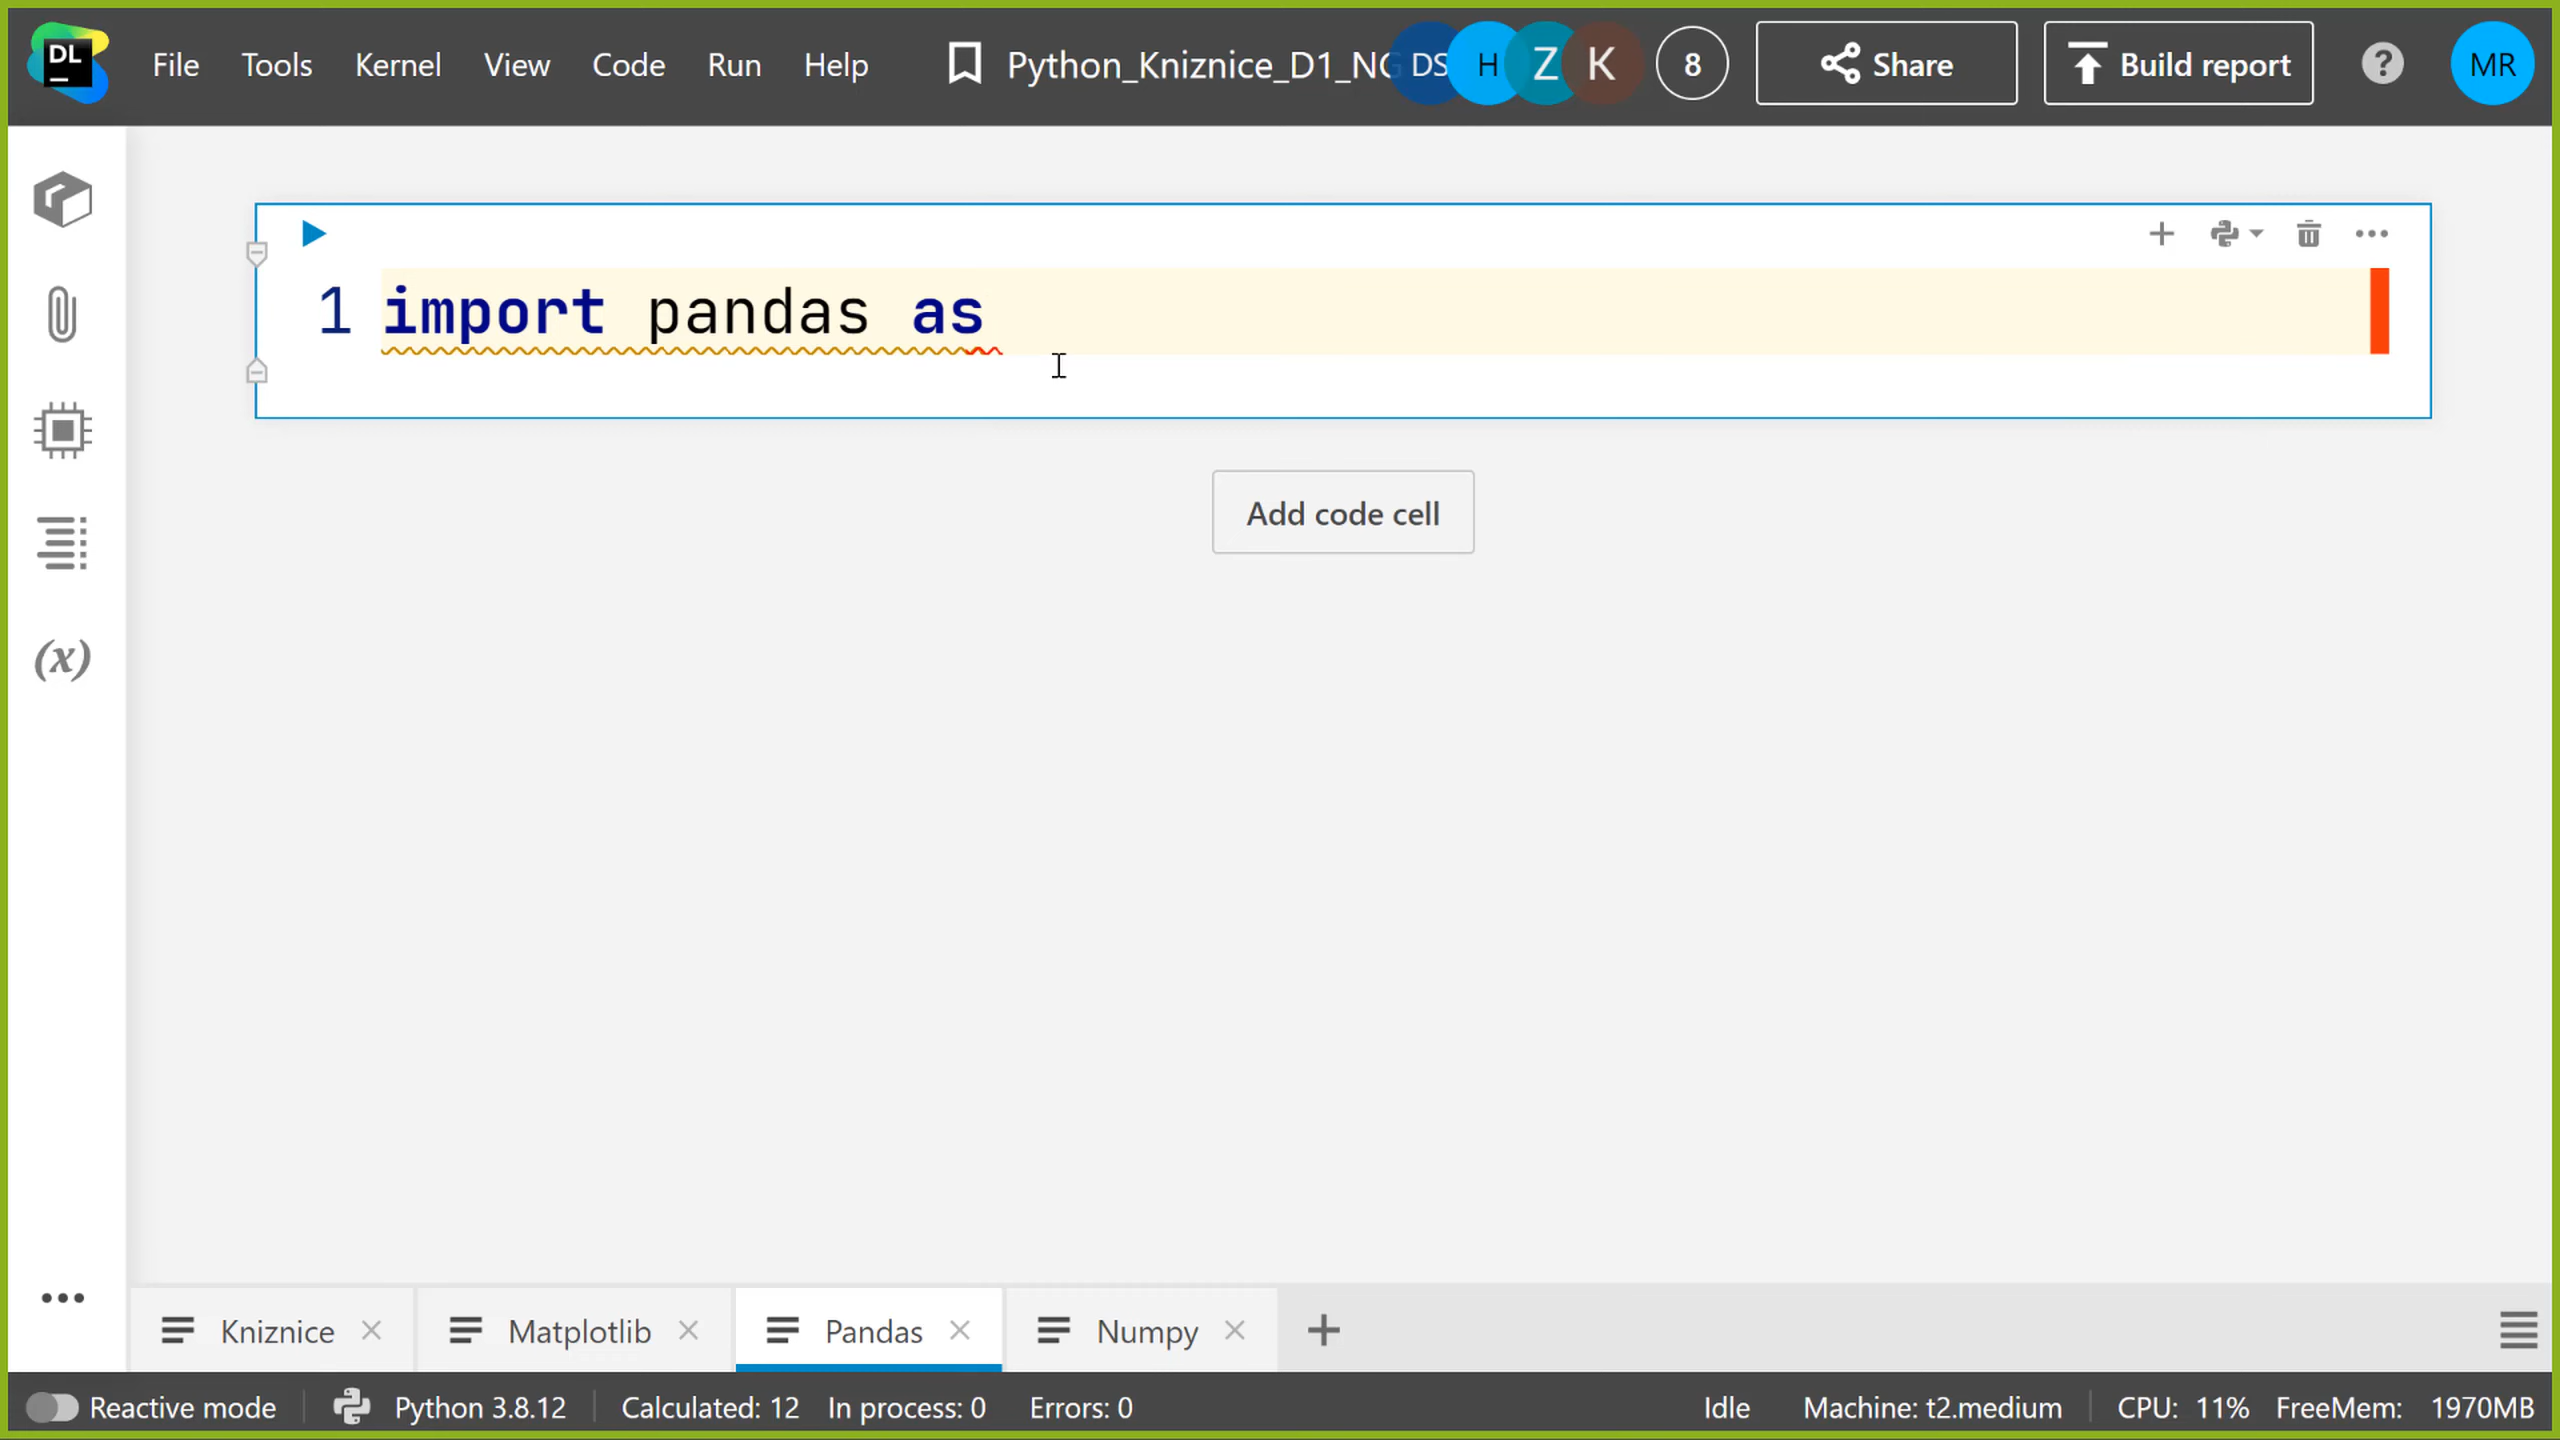 DL File Tools Kernel View Code Run Help Python_Kniznice_D1_NG DS H Z K 8 Share Build report ? MR
1 import pandas as
Add code cell
(x)
Kniznice Matplotlib Pandas Numpy
Reactive mode Python 3.8.12 Calculated: 12 In process: 0 Errors: 0 Idle Machine: t2.medium CPU: 11% FreeMem: 1970MB